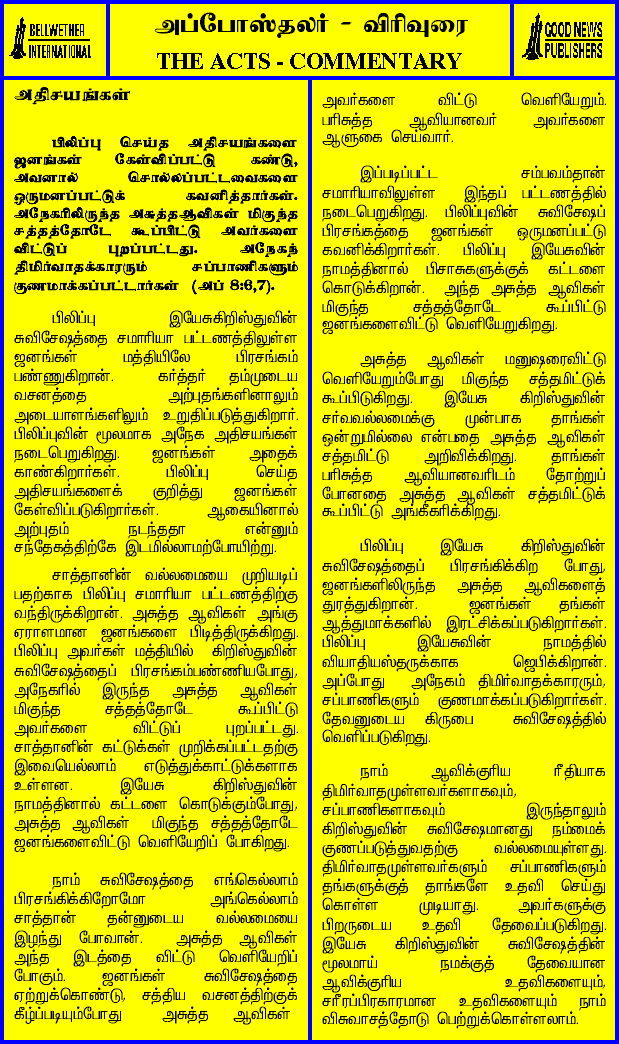 BELLWETHER
INTERNATIONAL
அப்போஸ்தலர் - விரிவுரை
THE ACTS - COMMENTARY
GOOD NEWS
PUBLISHERS
அதிசயங்கள்
பிலிப்பு செய்த அதிசயங்களை
ஜனங்கள் கேள்விப்பட்டு கண்டு,
அவனால் சொல்லப்பட்டவைகளை
ஒருமனப்பட்டுக் கவனித்தார்கள்.
அநேகரிலிருந்த அசுத்தஆவிகள் மிகுந்த
சத்தத்தோடே கூப்பிட்டு அவர்களை
விட்டுப் புறப்பட்டது. அநேகந்
திமிர்வாதக்காரரும் சப்பாணிகளும்
குணமாக்கப்பட்டார்கள் (அப் 8:6,7).
பிலிப்பு இயேசுகிறிஸ்துவின்
சுவிசேஷத்தை சமாரியா பட்டணத்திலுள்ள
ஜனங்கள் மத்தியிலே பிரசங்கம்
பண்ணுகிறான். கர்த்தர் தம்முடைய
வசனத்தை அற்புதங்களினாலும்
அடையாளங்களிலும் உறுதிப்படுத்துகிறார்.
பிலிப்புவின் மூலமாக அநேக அதிசயங்கள்
நடைபெறுகிறது. ஜனங்கள் அதைக்
காண்கிறார்கள். பிலிப்பு செய்த
அதிசயங்களைக் குறித்து ஜனங்கள்
கேள்விப்படுகிறார்கள். ஆகையினால்
அற்புதம் நடந்ததா என்னும்
சந்தேகத்திற்கே இடமில்லாமற்போயிற்று.
சாத்தானின் வல்லமையை முறியடிப்
பதற்காக பிலிப்பு சமாரியா பட்டணத்திற்கு
வந்திருக்கிறான். அசுத்த ஆவிகள் அங்கு
ஏராளமான ஜனங்களை பிடித்திருக்கிறது.
பிலிப்பு அவர்கள் மத்தியில் கிறிஸ்துவின்
சுவிசேஷத்தைப் பிரசங்கம்பண்ணியபோது,
அநேகரில் இருந்த அசுத்த ஆவிகள்
மிகுந்த சத்தத்தோடே கூப்பிட்டு
அவர்களை விட்டுப் புறப்பட்டது.
சாத்தானின் கட்டுக்கள் முறிக்கப்பட்டதற்கு
இவையெல்லாம் எடுத்துக்காட்டுக்களாக
உள்ளன. இயேசு கிறிஸ்துவின்
நாமத்தினால் கட்டளை கொடுக்கும்போது,
அசுத்த ஆவிகள் மிகுந்த சத்தத்தோடே
ஜனங்களைவிட்டு வெளியேறிப் போகிறது.
நாம் சுவிசேஷத்தை எங்கெல்லாம்
பிரசங்கிக்கிறோமோ அங்கெல்லாம்
சாத்தான் தன்னுடைய வல்லமையை
இழந்து போவான். அசுத்த ஆவிகள்
அந்த இடத்தை விட்டு வெளியேறிப்
போகும். ஜனங்கள் சுவிசேஷத்தை
ஏற்றுக்கொண்டு, சத்திய வசனத்திற்குக்
கீழ்ப்படியும்போது அசுத்த ஆவிகள்
அவர்களை விட்டு வெளியேறும்.
பரிசுத்த ஆவியானவர் அவர்களை
ஆளுகை செய்வார்.
இப்படிப்பட்ட சம்பவம்தான்
சமாரியாவிலுள்ள இந்தப் பட்டணத்தில்
நடைபெறுகிறது. பிலிப்புவின் சுவிசேஷப்
பிரசங்கத்தை ஜனங்கள் ஒருமனப்பட்டு
கவனிக்கிறார்கள். பிலிப்பு இயேசுவின்
நாமத்தினால் பிசாசுகளுக்குக் கட்டளை
கொடுக்கிறான். அந்த அசுத்த ஆவிகள்
மிகுந்த சத்தத்தோடே கூப்பிட்டு
ஜனங்களைவிட்டு வெளியேறுகிறது.
அசுத்த ஆவிகள் மனுஷரைவிட்டு
வெளியேறும்போது மிகுந்த சத்தமிட்டுக்
கூப்பிடுகிறது. இயேசு கிறிஸ்துவின்
சர்வவல்லமைக்கு முன்பாக தாங்கள்
ஒன்றுமில்லை என்பதை அசுத்த ஆவிகள்
சத்தமிட்டு அறிவிக்கிறது. தாங்கள்
பரிசுத்த ஆவியானவரிடம் தோற்றுப்
போனதை அசுத்த ஆவிகள் சத்தமிட்டுக்
கூப்பிட்டு அங்கீகரிக்கிறது.
பிலிப்பு இயேசு கிறிஸ்துவின்
சுவிசேஷத்தைப் பிரசங்கிக்கிற போது,
ஜனங்களிலிருந்த அசுத்த ஆவிகளைத்
துரத்துகிறான். ஜனங்கள் தங்கள்
ஆத்துமாக்களில் இரட்சிக்கப்படுகிறார்கள்.
பிலிப்பு இயேசுவின் நாமத்தில்
வியாதியஸ்தருக்காக ஜெபிக்கிறான்.
அப்போது அநேகம் திமிர்வாதக்காரரும்,
சப்பாணிகளும் குணமாக்கப்படுகிறார்கள்.
தேவனுடைய கிருபை சுவிசேஷத்தில்
வெளிப்படுகிறது.
நாம் ஆவிக்குரிய ரீதியாக
திமிர்வாதமுள்ளவர்களாகவும்,
சப்பாணிகளாகவும் இருந்தாலும்
கிறிஸ்துவின் சுவிசேஷமானது நம்மைக்
குணப்படுத்துவதற்கு வல்லமையுள்ளது.
திமிர்வாதமுள்ளவர்களும் சப்பாணிகளும்
தங்களுக்குத் தாங்களே உதவி செய்து
கொள்ள முடியாது. அவர்களுக்கு
பிறருடைய உதவி தேவைப்படுகிறது.
இயேசு கிறிஸ்துவின் சுவிசேஷத்தின்
மூலமாய் நமக்குத் தேவையான
ஆவிக்குரிய உதவிகளையும்,
சரீரப்பிரகாரமான உதவிகளையும் நாம்
விசுவாசத்தோடு பெற்றுக்கொள்ளலாம்.